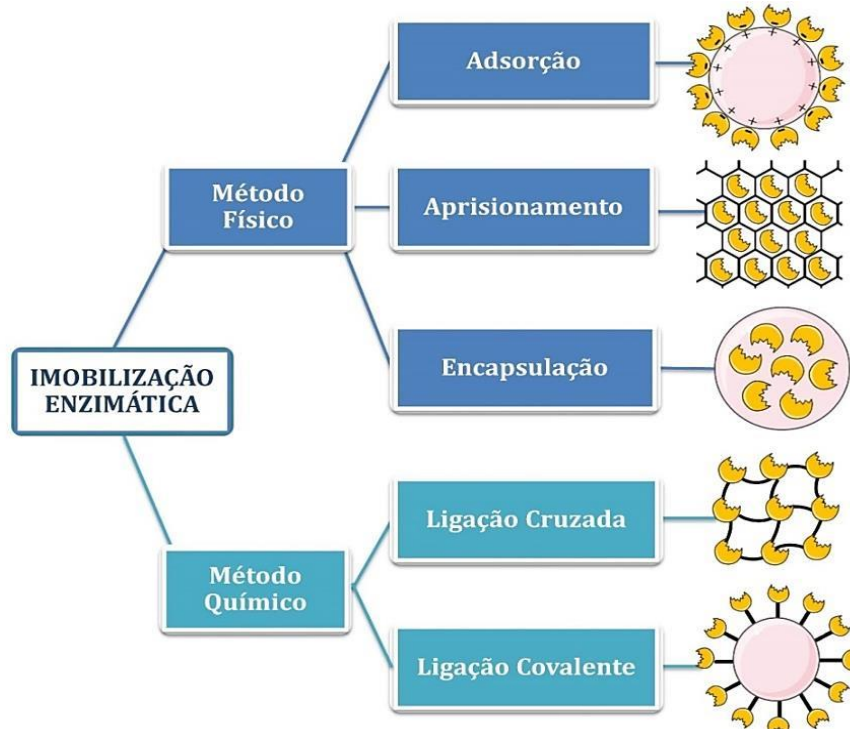 IMOBILIZAÇÃO
ENZIMÁTICA
Método
Físico
Adsorção
Aprisionamento
Encapsulação
Método
Químico
Ligação Cruzada
Ligação Covalente